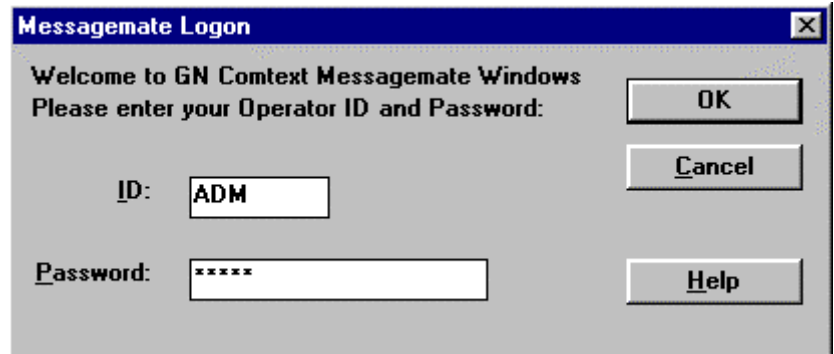 Messagemate Logon
Welcome to GN Comtext Messagemate Windows
Please enter your Operator ID and Password:
OK
Cancel
ID: ADM
Password: *****
Help